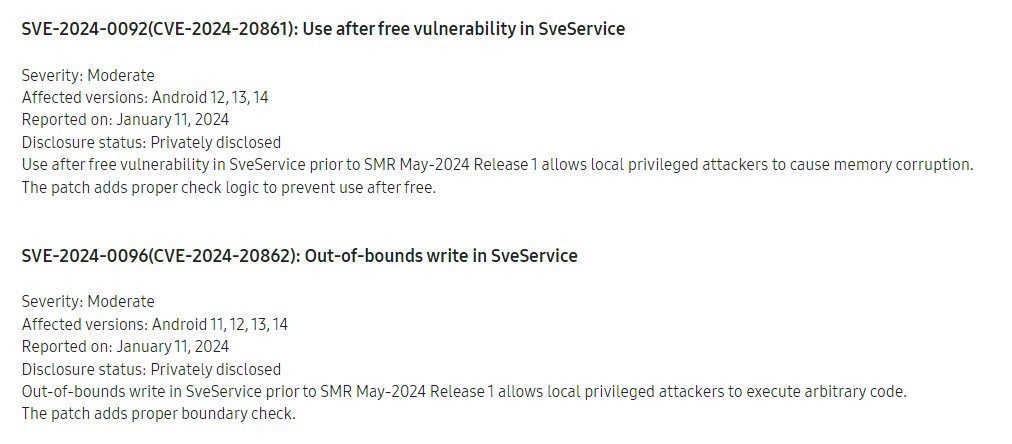 SVE-2024-0092(CVE-2024-20861): Use after free vulnerability in SveService
Severity: Moderate
Affected versions: Android 12, 13, 14
Reported on: January 11, 2024
Disclosure status: Privately disclosed
Use after free vulnerability in SveService prior to SMR May-2024 Release 1 allows local privileged attackers to cause memory corruption.
The patch adds proper check logic to prevent use after free.
SVE-2024-0096(CVE-2024-20862): Out-of-bounds write in SveService
Severity: Moderate
Affected versions: Android 11, 12, 13, 14
Reported on: January 11, 2024
Disclosure status: Privately disclosed
Out-of-bounds write in SveService prior to SMR May-2024 Release 1 allows local privileged attackers to execute arbitrary code.
The patch adds proper boundary check.